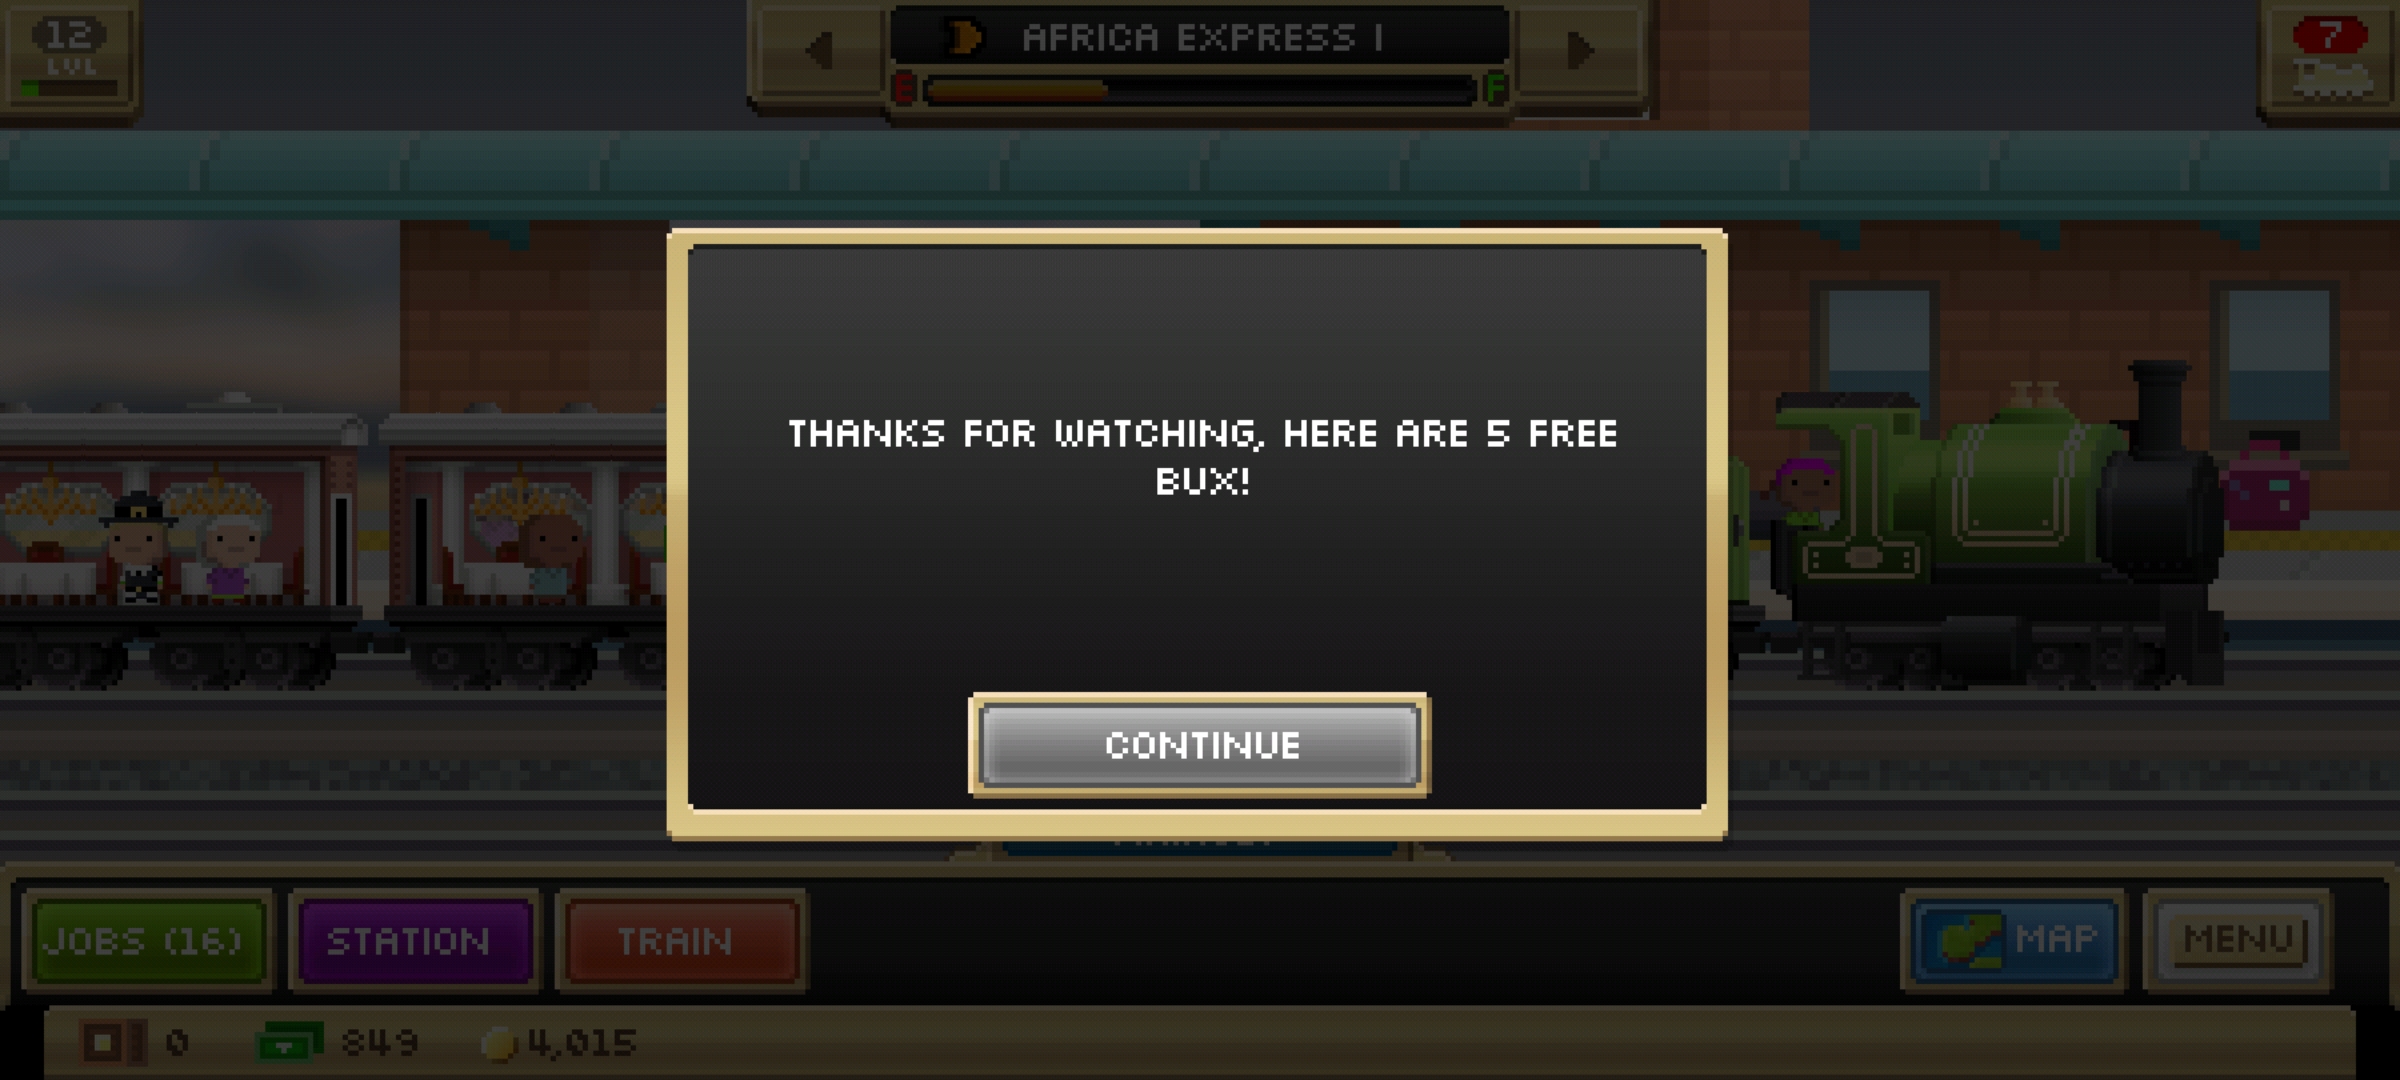 12
LVL
AFRICA EXPRESS I
E
F
7
THANKS FOR WATCHING, HERE ARE 5 FREE
BUX!
CONTINUE
JOBS (16)
STATION
TRAIN
MAP
MENU
0
849
4,015